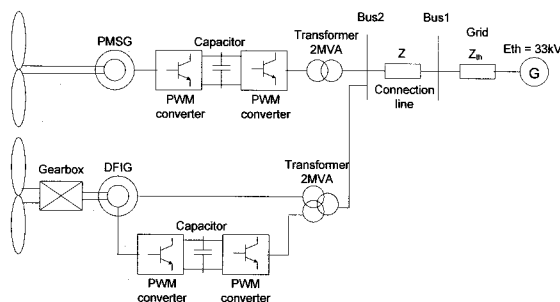 Bus2
Bus1
PMSG
Capacitor
Transformer
2MVA
Grid
Eth = 33kV
Z
Zth
G
Connection
line
PWM
converter
PWM
converter
Gearbox
DFIG
Transformer
2MVA
Capacitor
PWM
converter
PWM
converter